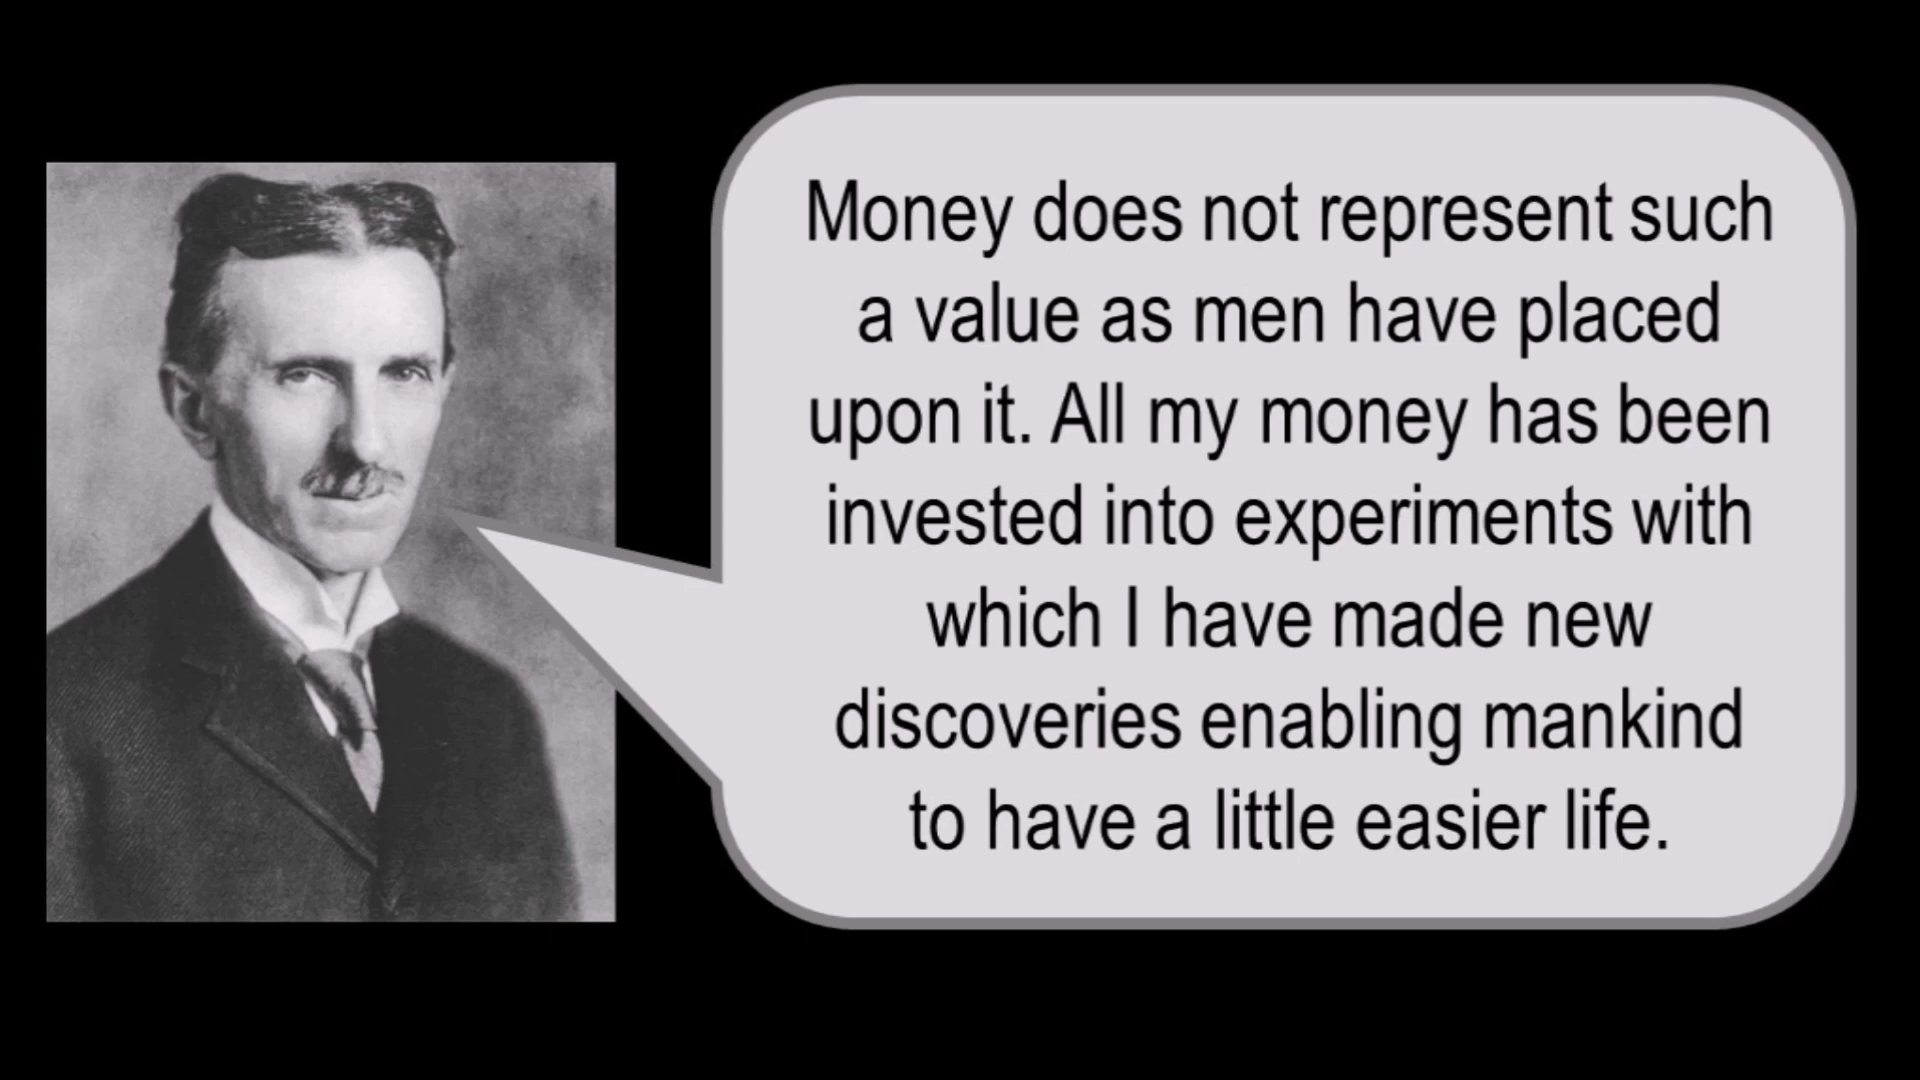 Money does not represent such
a value as men have placed
upon it. All my money has been
invested into experiments with
which I have made new
discoveries enabling mankind
to have a little easier life.